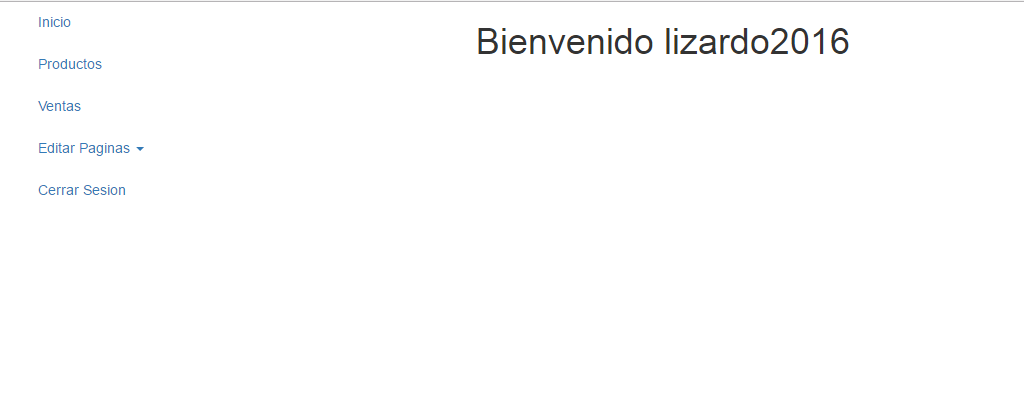 Inicio
Bienvenido lizardo2016
Productos
Ventas
Editar Paginas
Cerrar Sesion